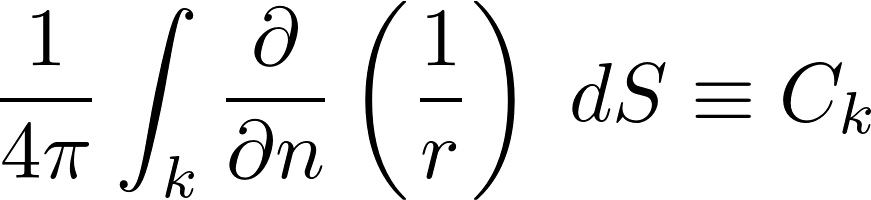 \frac{1}{4\pi} \int_k \frac{\partial}{\partial n} \left( \frac{1}{r} \right) dS \equiv C_k